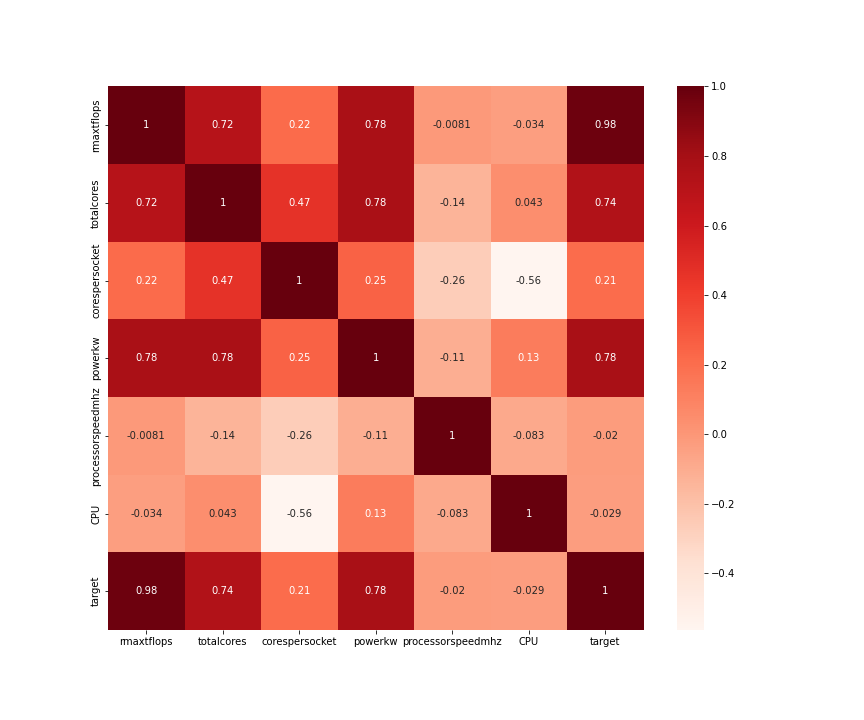 rmaxtflops 1 0.72 0.22 0.78 -0.0081 -0.034 0.98
totalcores 0.72 1 0.47 0.78 -0.14 0.043 0.74
corespersocket 0.22 0.47 1 0.25 -0.26 -0.56 0.21
powerkw 0.78 0.78 0.25 1 -0.11 0.13 0.78
processorspeedmhz -0.0081 -0.14 -0.26 -0.11 1 -0.083 -0.02
CPU -0.034 0.043 -0.56 0.13 -0.083 1 -0.029
target 0.98 0.74 0.21 0.78 -0.02 -0.029 1
rmaxtflops totalcores corespersocket powerkw processorspeedmhz CPU target
1.0
0.8
0.6
0.4
0.2
0.0
−0.2
−0.4